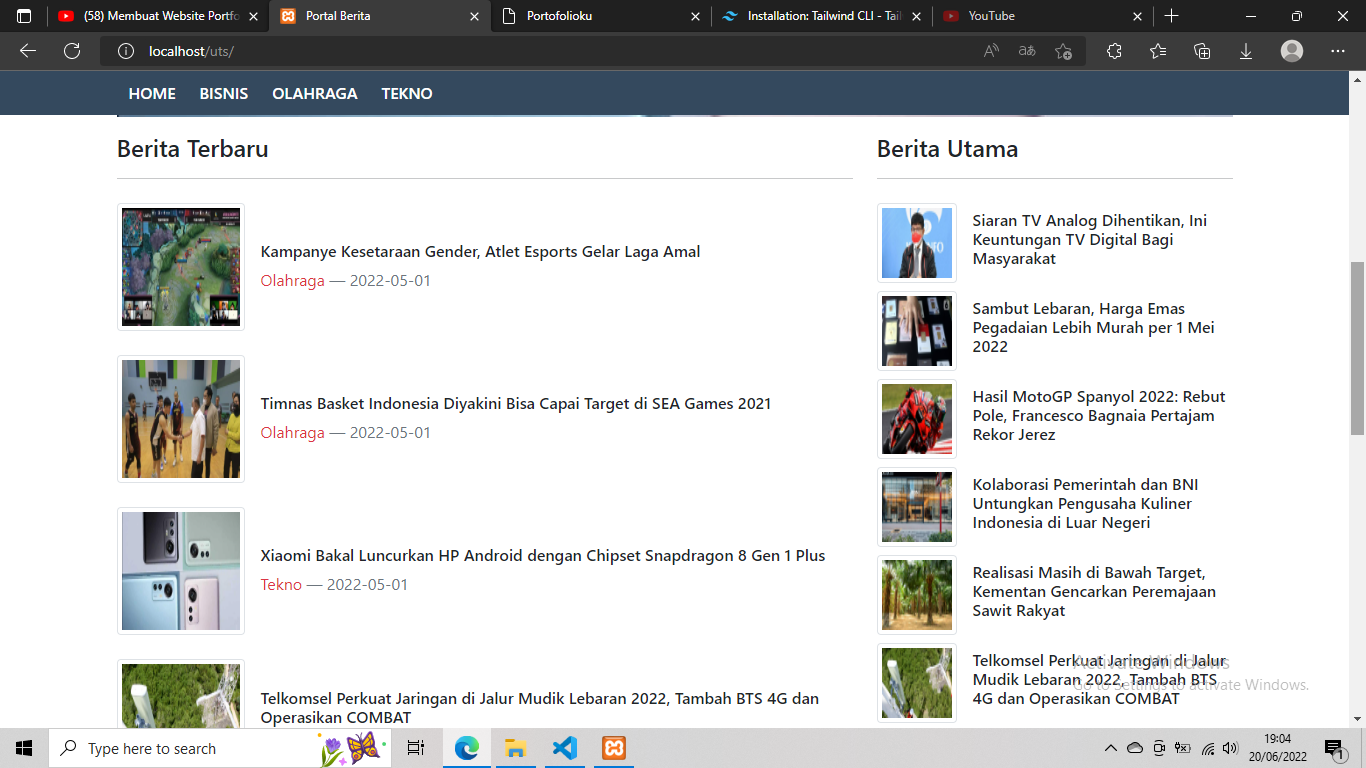 (58) Membuat Website Portfo
Portal Berita
Portofolioku
Installation: Tailwind CLI - Tail
YouTube
localhost/uts/
HOME
BISNIS
OLAHRAGA
TEKNO
Berita Terbaru
Kampanye Kesetaraan Gender, Atlet Esports Gelar Laga Amal
Olahraga — 2022-05-01
Timnas Basket Indonesia Diyakini Bisa Capai Target di SEA Games 2021
Olahraga — 2022-05-01
Xiaomi Bakal Luncurkan HP Android dengan Chipset Snapdragon 8 Gen 1 Plus
Tekno — 2022-05-01
Telkomsel Perkuat Jaringan di Jalur Mudik Lebaran 2022, Tambah BTS 4G dan
Operasikan COMBAT
Berita Utama
Siaran TV Analog Dihentikan, Ini
Keuntungan TV Digital Bagi
Masyarakat
Sambut Lebaran, Harga Emas
Pegadaian Lebih Murah per 1 Mei
2022
Hasil MotoGP Spanyol 2022: Rebut
Pole, Francesco Bagnaia Pertajam
Rekor Jerez
Kolaborasi Pemerintah dan BNI
Untungkan Pengusaha Kuliner
Indonesia di Luar Negeri
Realisasi Masih di Bawah Target,
Kementan Gencarkan Peremajaan
Sawit Rakyat
Telkomsel Perkuat Jaringan di Jalur
Mudik Lebaran 2022, Tambah BTS
4G dan Operasikan COMBAT
Activate Windows
Go to Settings to activate Windows.
Type here to search
19:04
20/06/2022
1